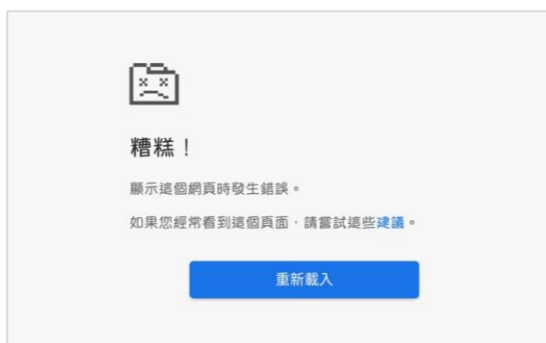 糟糕！
顯示這個網頁時發生錯誤。
如果您經常看到這個頁面，請嘗試這些建議。
重新載入